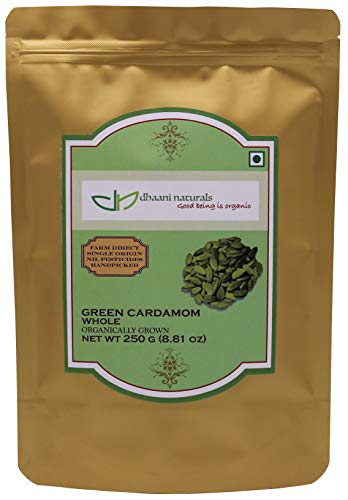 dhaani naturals
Good being is organic
FARM DIRECT
SINGLE ORIGIN
NIL PESTICIDES
HANDPICKED
GREEN CARDAMOM
WHOLE
ORGANICALLY GROWN
NET WT 250 G (8.81 OZ)